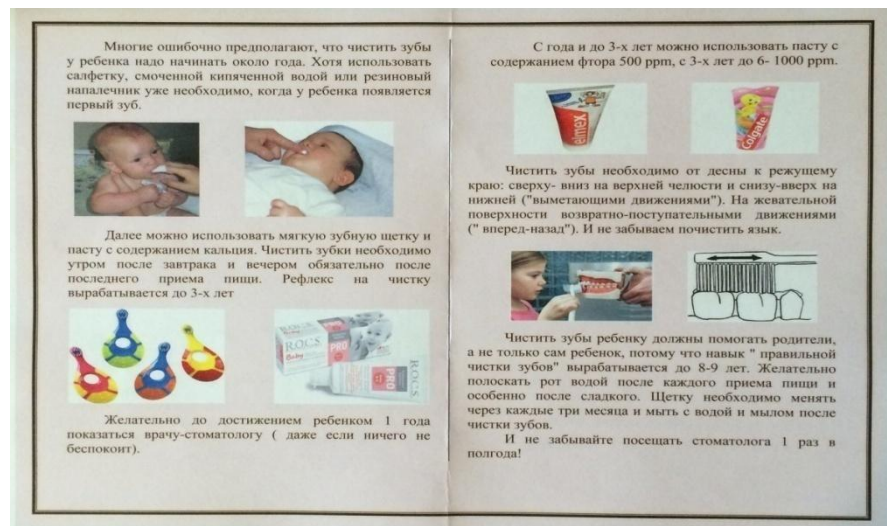 Многие ошибочно предполагают, что чистить зубы
у ребенка надо начинать около года. Хотя использовать
салфетку, смоченной кипяченной водой или резиновый
напалечник уже необходимо, когда у ребенка появляется
первый зуб.
Далее можно использовать мягкую зубную щетку и
пасту с содержанием кальция. Чистить зубки необходимо
утром после завтрака и вечером обязательно после
последнего приема пищи. Рефлекс на чистку
вырабатывается до 3-х лет
R.O.C.S.
Baby
PRO
PRO
R.O.C.S.
Желательно до достижением ребенком 1 года
показаться врачу-стоматологу ( даже если ничего не
беспокоит).
С года и до 3-х лет можно использовать пасту с
содержанием фтора 500 ppm, с 3-х лет до 6- 1000 ppm.
elmex
Colgate
Чистить зубы необходимо от десны к режущему
краю: сверху- вниз на верхней челюсти и снизу-вверх на
нижней ("выметающими движениями"). На жевательной
поверхности возвратно-поступательными движениями
(" вперед-назад"). И не забываем почистить язык.
Чистить зубы ребенку должны помогать родители,
а не только сам ребенок, потому что навык " правильной
чистки зубов" вырабатывается до 8-9 лет. Желательно
полоскать рот водой после каждого приема пищи и
особенно после сладкого. Щетку необходимо менять
через каждые три месяца и мыть с водой и мылом после
чистки зубов.
И не забывайте посещать стоматолога 1 раз в
полгода!